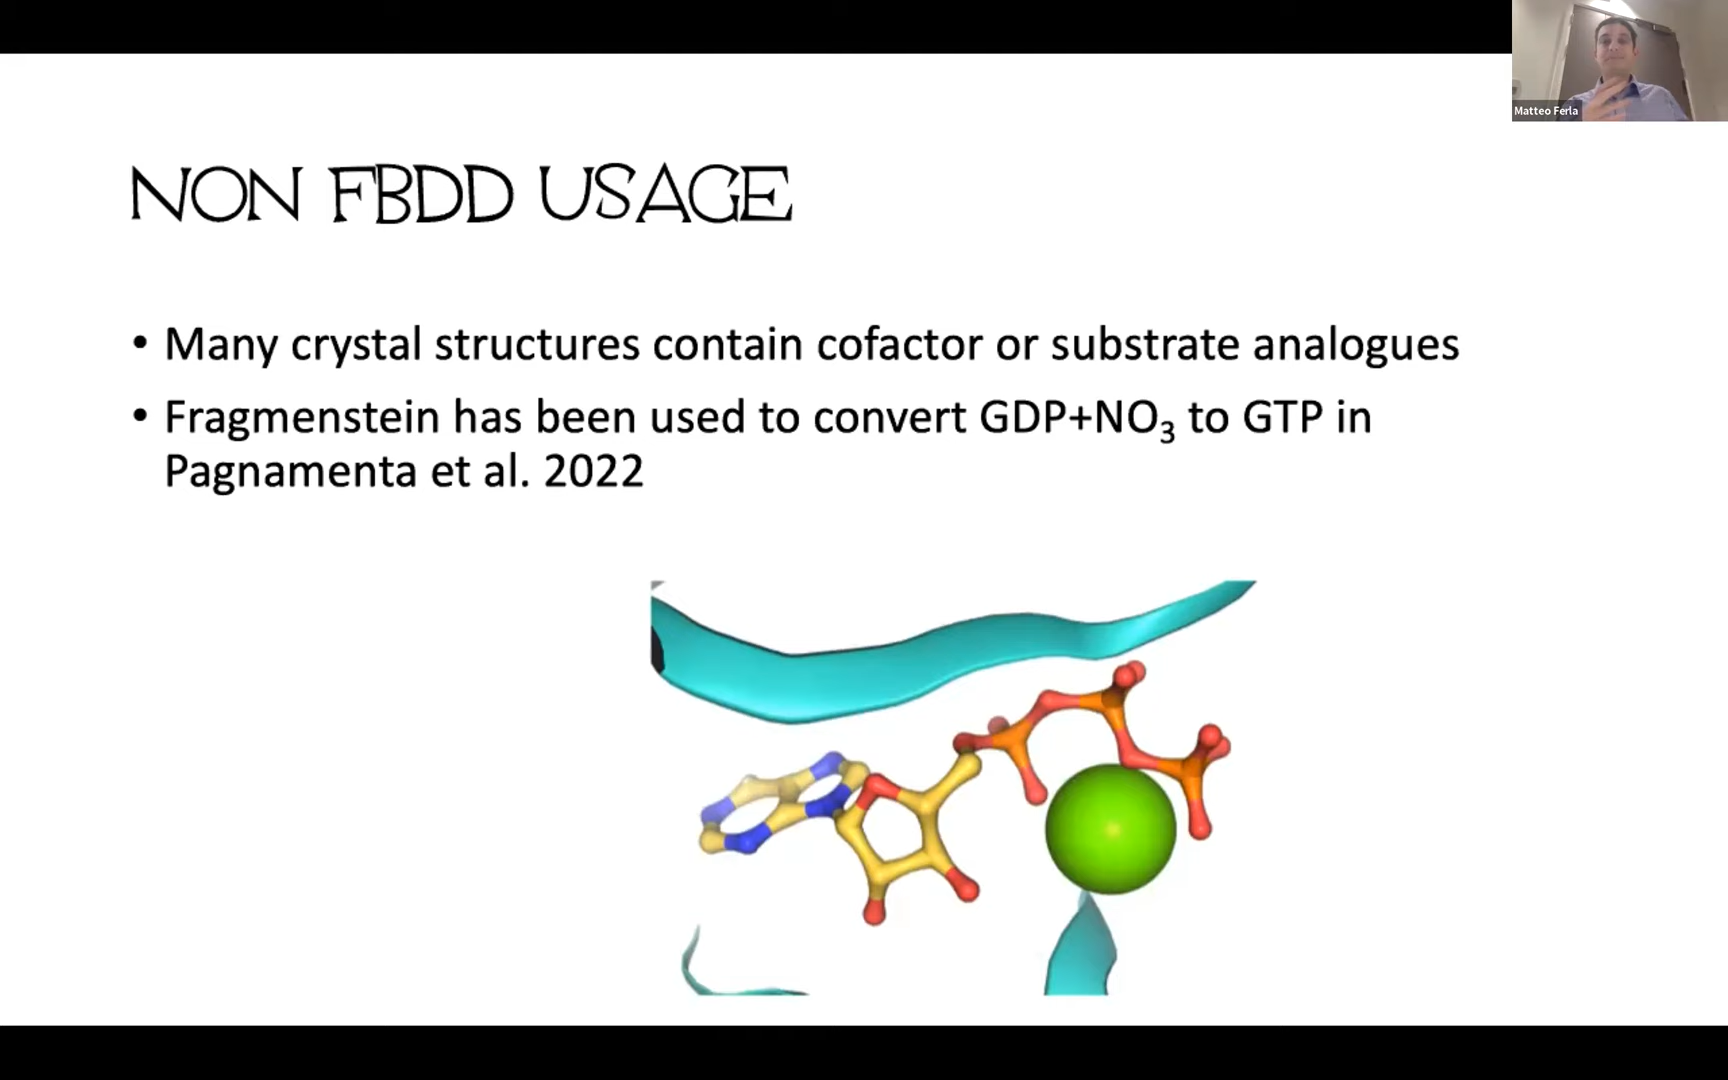 Matteo Ferla
NON FBDD USAGE
• Many crystal structures contain cofactor or substrate analogues
• Fragmenstein has been used to convert GDP+NO₃ to GTP in
Pagnamenta et al. 2022